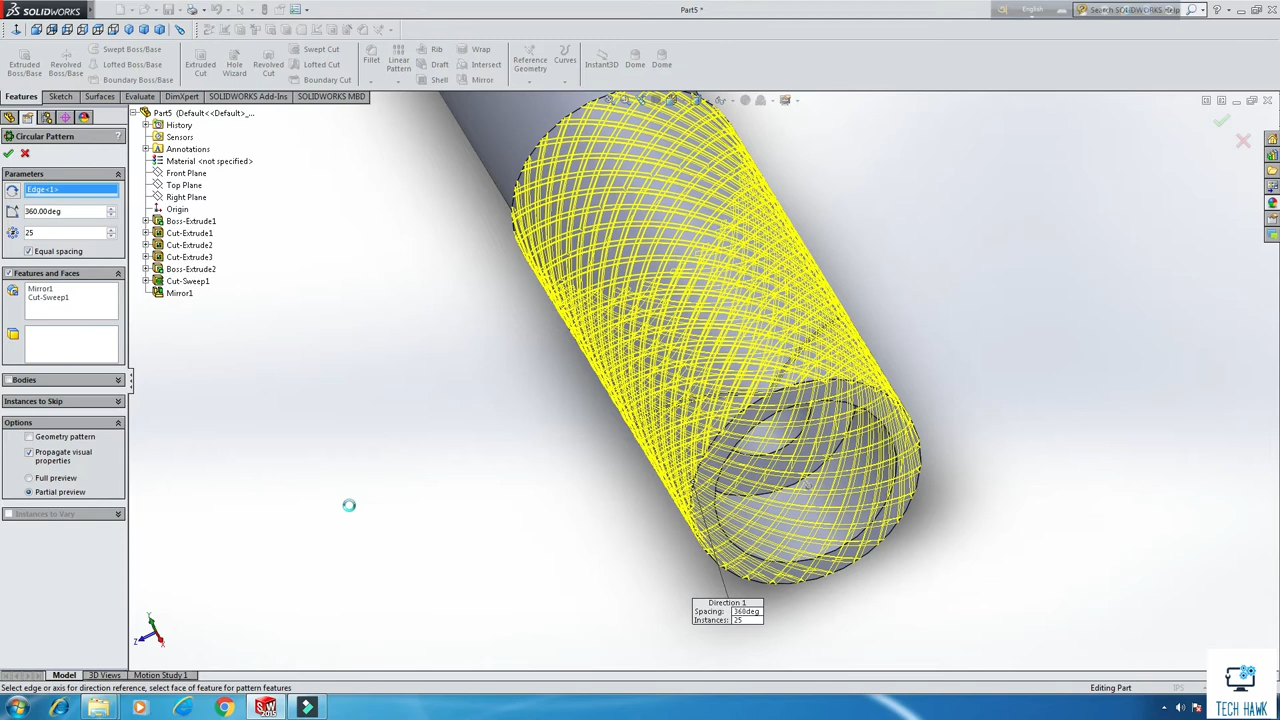 SOLIDWORKS
Part5 *
English
Search SOLIDWORKS Help
Extruded Boss/Base
Revolved Boss/Base
Swept Boss/Base
Lofted Boss/Base
Boundary Boss/Base
Extruded Cut
Hole Wizard
Revolved Cut
Swept Cut
Lofted Cut
Boundary Cut
Fillet
Linear Pattern
Rib
Draft
Shell
Wrap
Intersect
Mirror
Reference Geometry
Curves
Instant3D
Dome
Dome
Features
Sketch
Surfaces
Evaluate
DimXpert
SOLIDWORKS Add-Ins
SOLIDWORKS MBD
Circular Pattern
?
Parameters
Edge<1>
360.00deg
25
Equal spacing
Features and Faces
Mirror1
Cut-Sweep1
Bodies
Instances to Skip
Options
Geometry pattern
Propagate visual
properties
Full preview
Partial preview
Instances to Vary
Part5 (Default<<Default>_...
History
Sensors
Annotations
Material <not specified>
Front Plane
Top Plane
Right Plane
Origin
Boss-Extrude1
Cut-Extrude1
Cut-Extrude2
Cut-Extrude3
Boss-Extrude2
Cut-Sweep1
Mirror1
Direction 1
Spacing: 360deg
Instances: 25
Y
Z
X
Model
3D Views
Motion Study 1
Select edge or axis for direction reference, select face of feature for pattern features
Editing Part
IPS
SW
2015
TECH HAWK